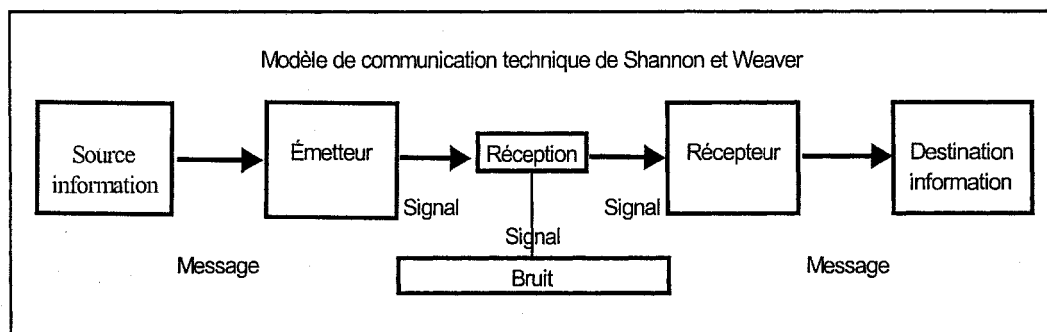 Modèle de communication technique de Shannon et Weaver
Source
information
Émetteur
Réception
Récepteur
Destination
information
Signal
Signal
Signal
Message
Bruit
Message